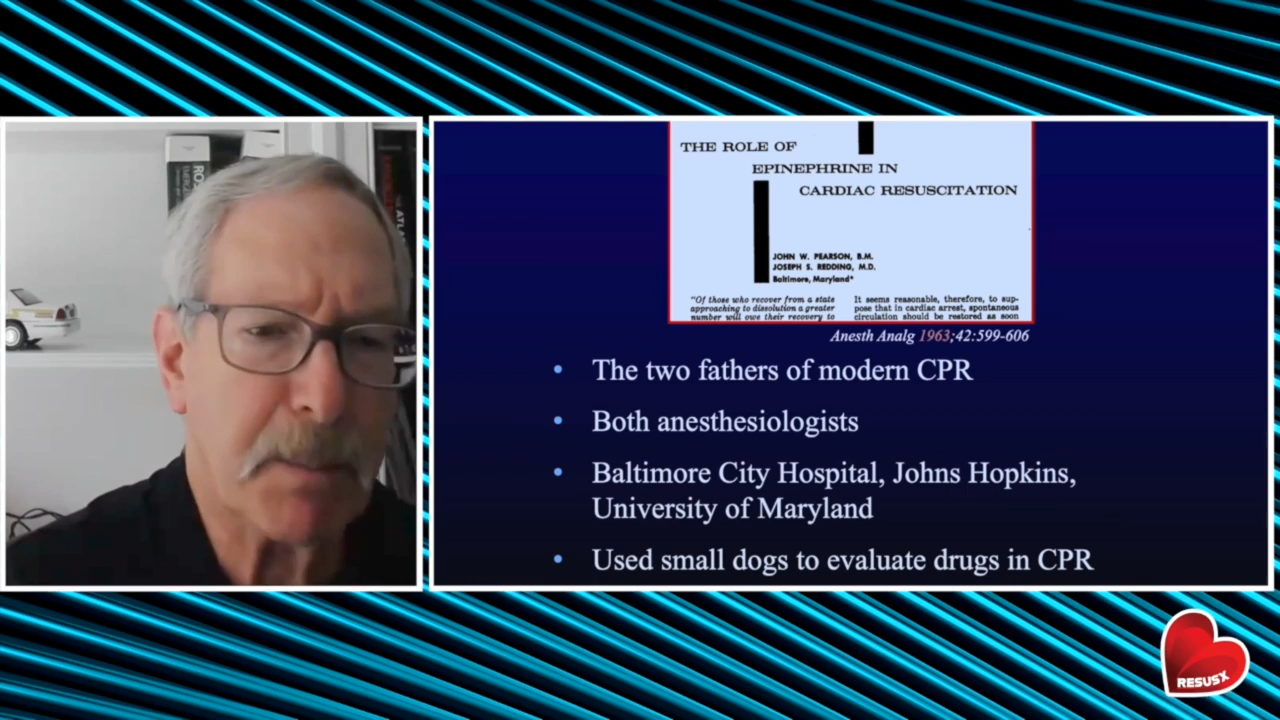 THE ROLE OF
EPINEPHRINE IN
CARDIAC RESUSCITATION
JOHN W. PEARSON, B.M.
JOSEPH S. REDDING, M.D.
Baltimore, Maryland*
"Of those who recover from a state
approaching to dissolution a greater
number will owe their recovery to
It seems reasonable, therefore, to sup-
pose that in cardiac arrest, spontaneous
circulation should be restored as soon
Anesth Analg 1963;42:599-606
• The two fathers of modern CPR
• Both anesthesiologists
• Baltimore City Hospital, Johns Hopkins,
University of Maryland
• Used small dogs to evaluate drugs in CPR
RESUSX